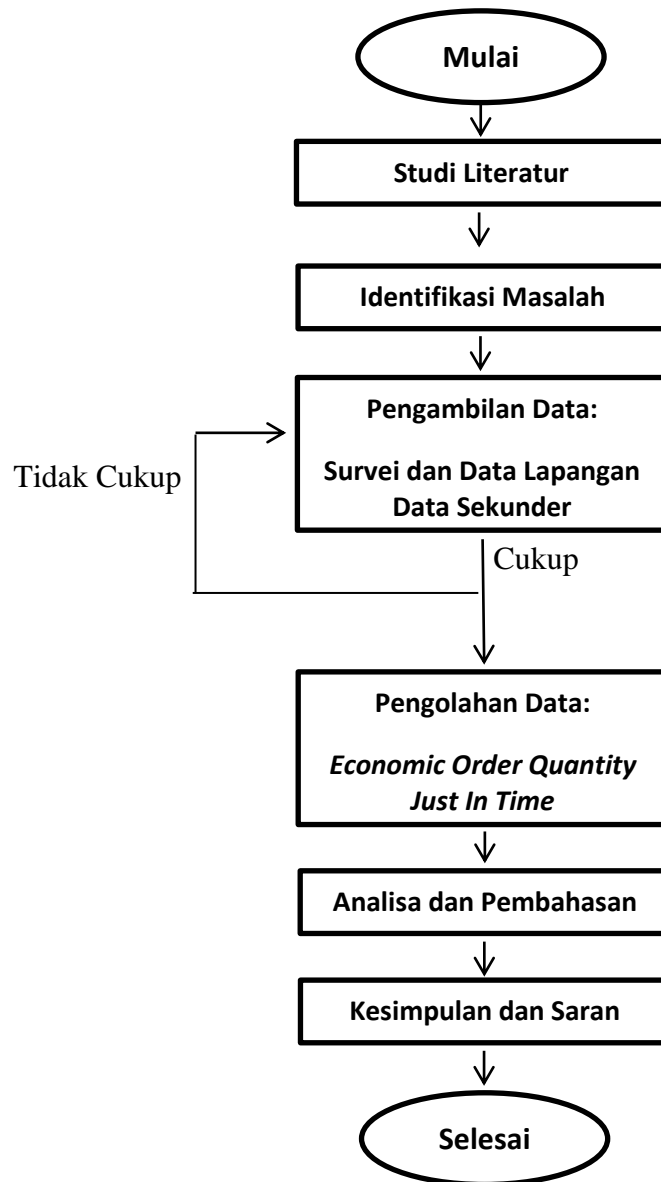 Mulai
Studi Literatur
Identifikasi Masalah
Pengambilan Data:
Survei dan Data Lapangan
Data Sekunder
Tidak Cukup
Cukup
Pengolahan Data:
Economic Order Quantity
Just In Time
Analisa dan Pembahasan
Kesimpulan dan Saran
Selesai